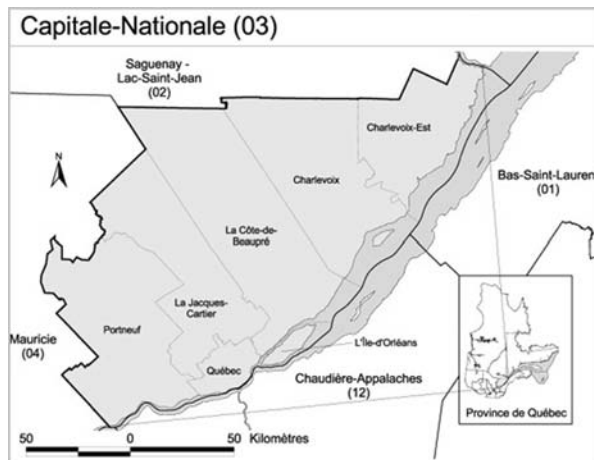 Capitale-Nationale (03)
Saguenay -
Lac-Saint-Jean
(02)
Charlevoix-Est
N
Charlevoix
Bas-Saint-Lauren
(01)
La Côte-de-
Beaupré
La Jacques-
Cartier
Mauricie
(04)
Portneuf
Québec
L'Île-d'Orléans
Chaudière-Appalaches
(12)
Province de Québec
50 0 50 Kilomètres